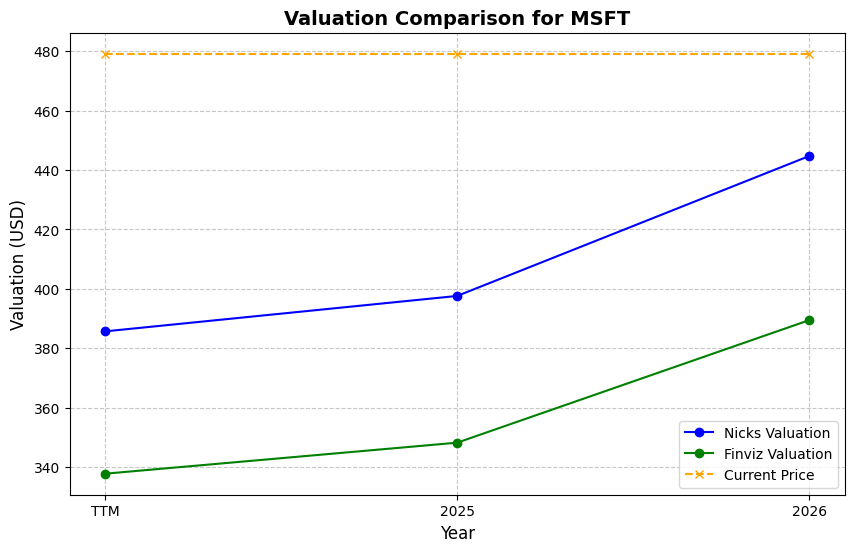 Valuation Comparison for MSFT
Valuation (USD)
480
460
440
420
400
380
360
340
TTM
2025
2026
Year
Nicks Valuation
Finviz Valuation
Current Price